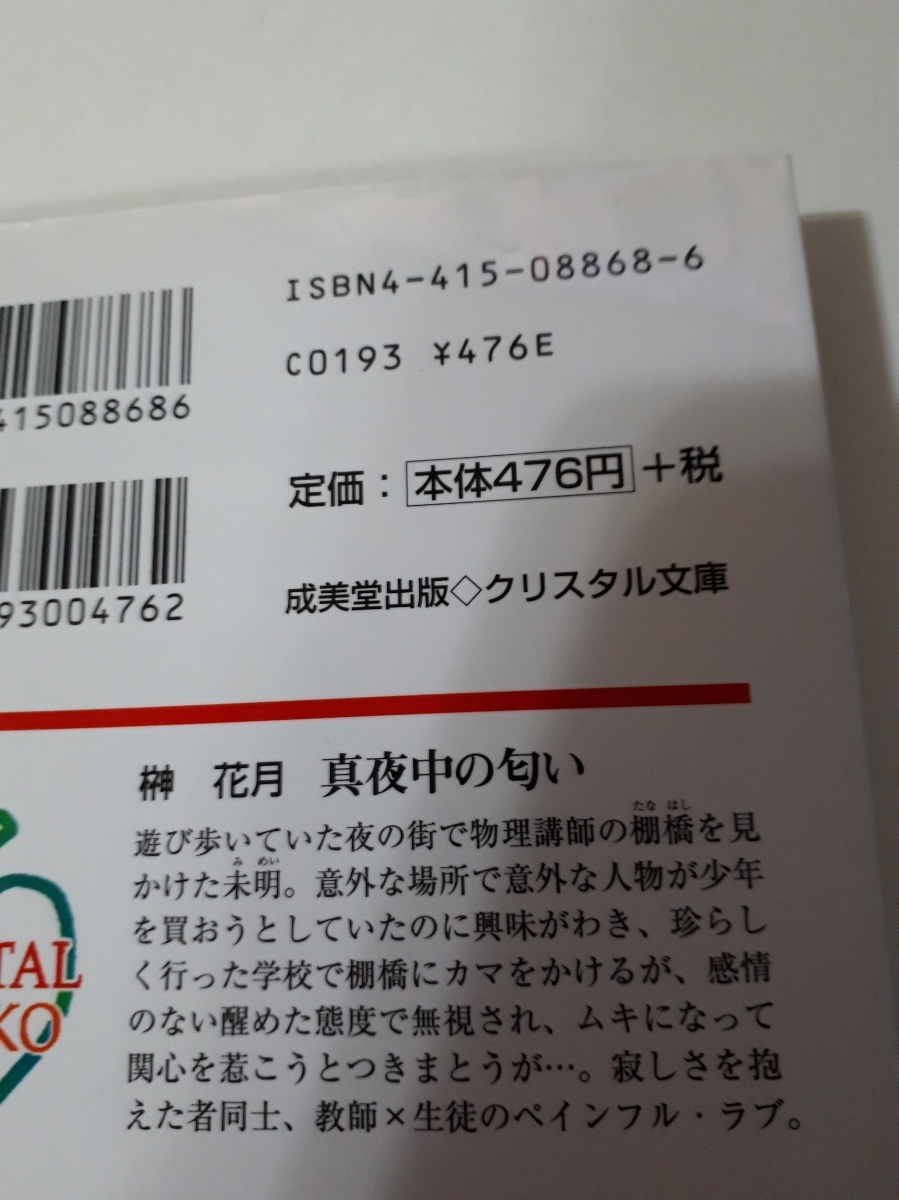 ISBN4-415-08868-6
C0193 ¥476E
415088686
定価：本体476円+税
93004762
成美堂出版◇クリスタル文庫
榊 花月 真夜中の匂い
たな はし
遊び歩いていた夜の街で物理講師の棚橋を見
み めい
かけた未明。意外な場所で意外な人物が少年
を買おうとしていたのに興味がわき、珍らし
く行った学校で棚橋にカマをかけるが、感情
のない醒めた態度で無視され、ムキになって
関心を惹こうとつきまとうが…。寂しさを抱
えた者同士、教師×生徒のペインフル・ラブ。
TAL
KO